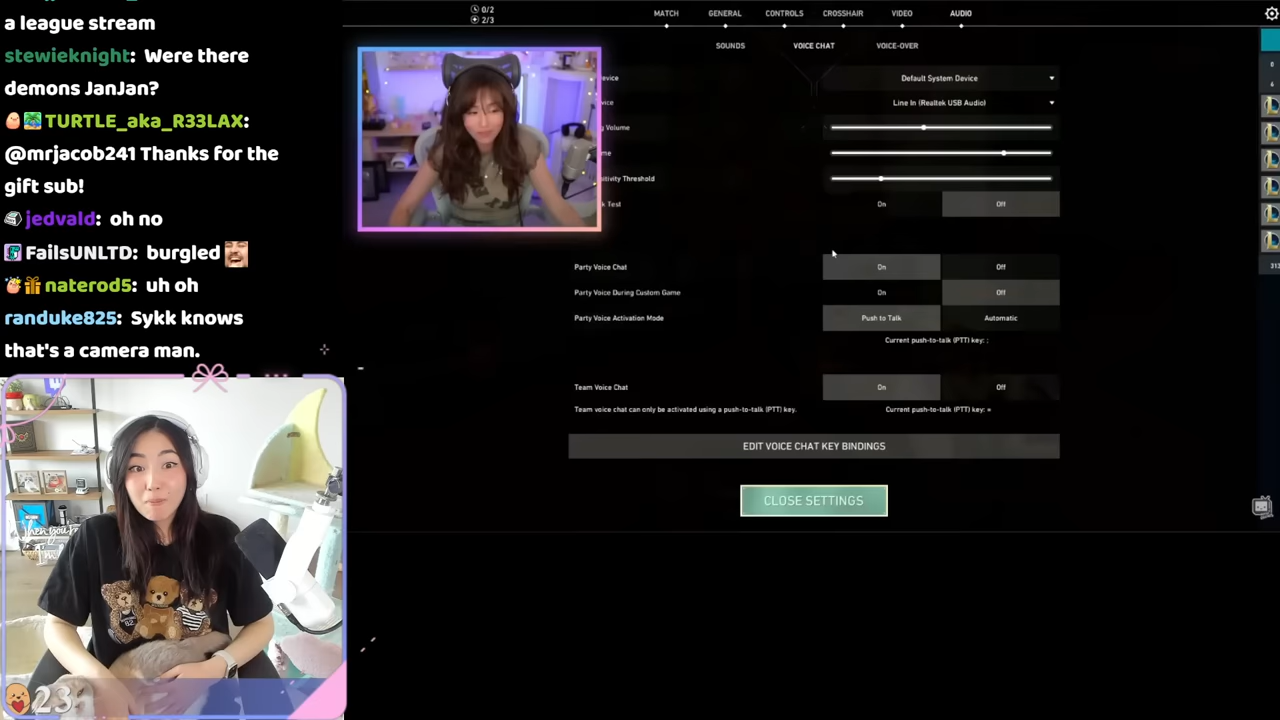 a league stream
stewieknight: Were there
demons JanJan?
TURTLE_aka_R33LAX:
@mrjacob241 Thanks for the
gift sub!
jedvald: oh no
FailsUNLTD: burgled
naterod5: uh oh
randuke825: Sykk knows
that's a camera man.
0/2
2/3
MATCH GENERAL CONTROLS CROSSHAIR VIDEO AUDIO
SOUNDS VOICE CHAT VOICE-OVER
Default System Device
Line In (Realtek USB Audio)
Volume
Threshold
Test On Off
Party Voice Chat On Off
Party Voice During Custom Game On Off
Party Voice Activation Mode Push to Talk Automatic
Current push-to-talk (PTT) key: ;
Team Voice Chat On Off
Team voice chat can only be activated using a push-to-talk (PTT) key. Current push-to-talk (PTT) key: =
EDIT VOICE CHAT KEY BINDINGS
CLOSE SETTINGS
23